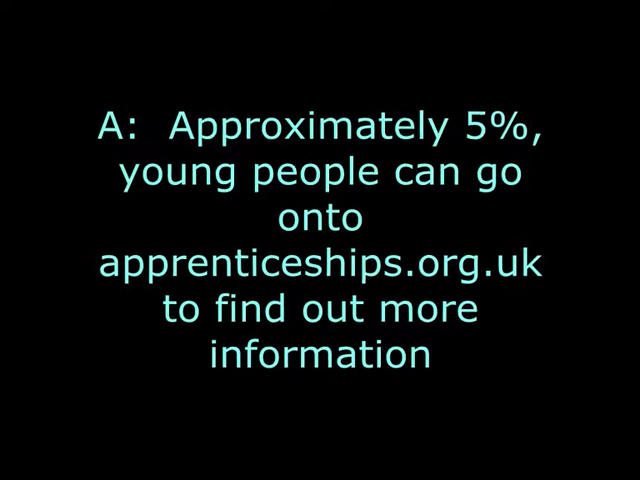 A:  Approximately 5%,
young people can go
onto
apprenticeships.org.uk
to find out more
information